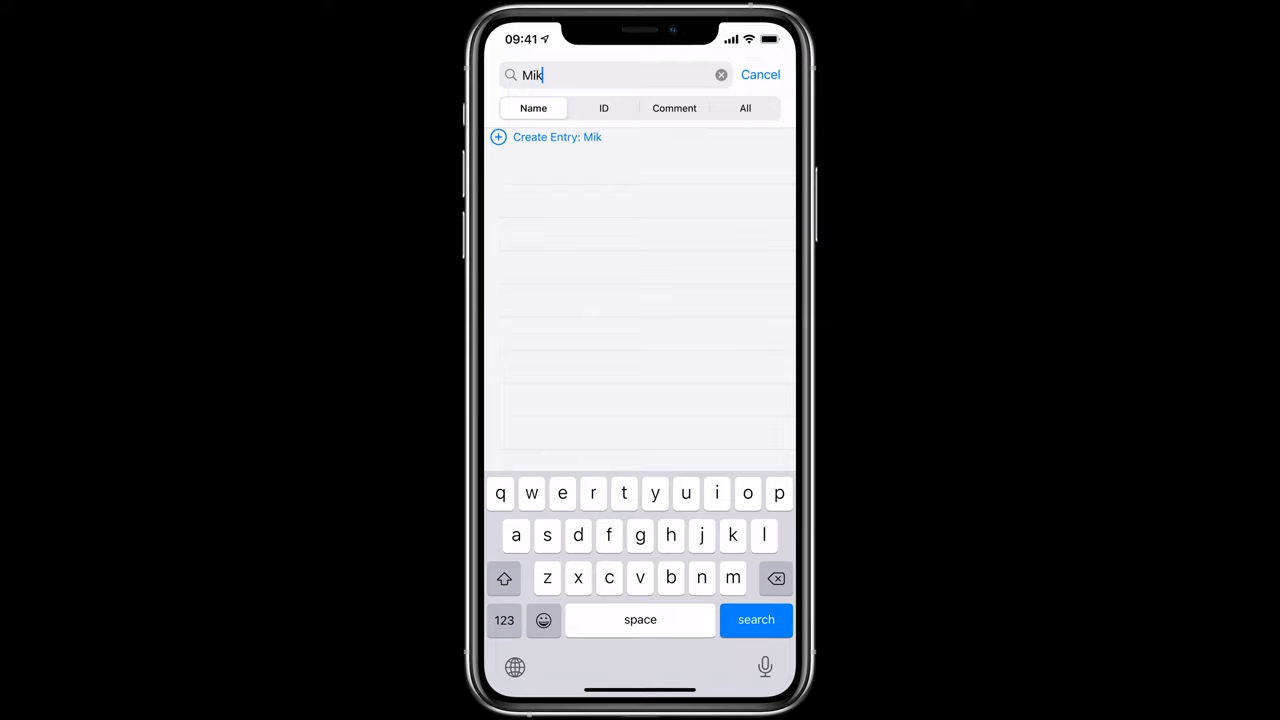 09:41
Mik Cancel
Name ID Comment All
Create Entry: Mik
q w e r t y u i o p
a s d f g h j k l
z x c v b n m
123 space search